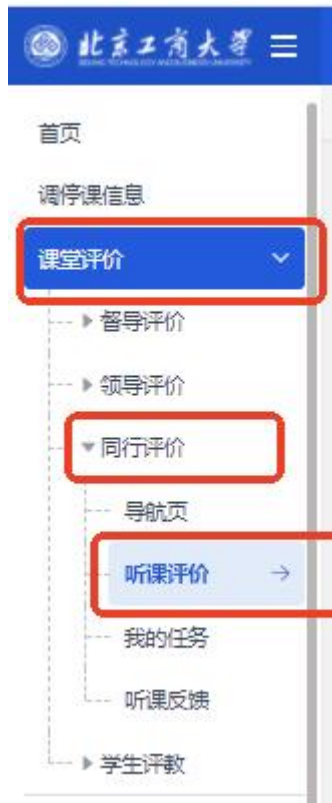 北京工商大学
BEIJING TECHNOLOGY AND BUSINESS UNIVERSITY
首页
调停课信息
课堂评价
督导评价
领导评价
同行评价
导航页
听课评价
我的任务
听课反馈
学生评教